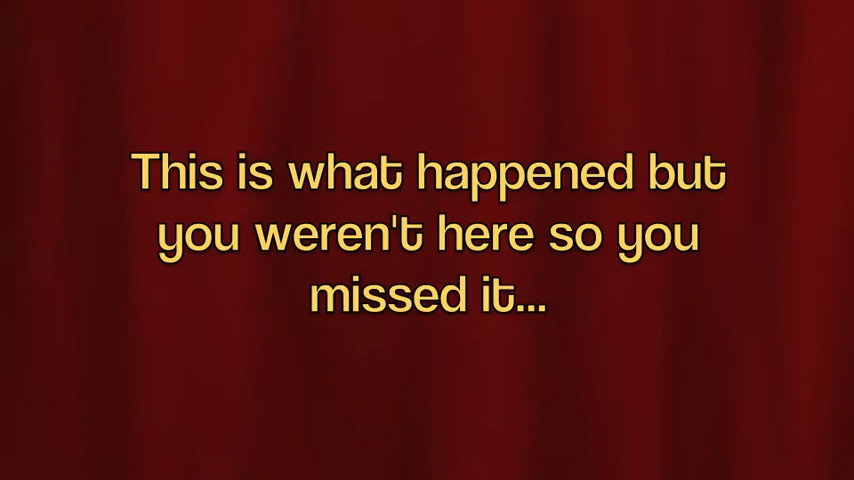 This is what happened but
you weren't here so you
missed it...